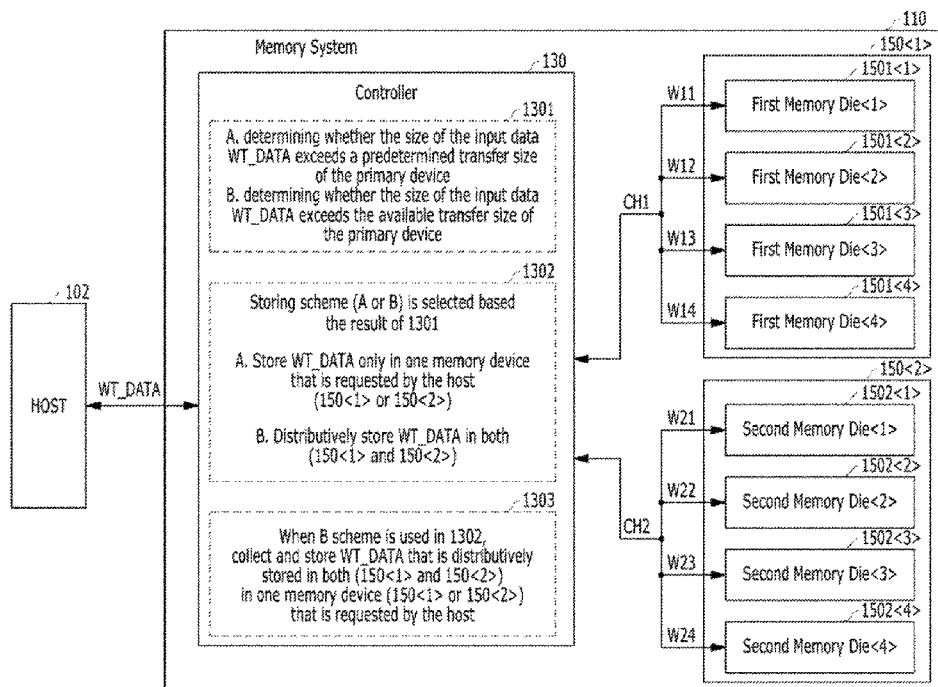 110
Memory System
130
Controller
1301
A. determining whether the size of the input data
WT_DATA exceeds a predetermined transfer size
of the primary device
B. determining whether the size of the input data
WT_DATA exceeds the available transfer size of
the primary device
1302
Storing scheme (A or B) is selected based
the result of 1301
A. Store WT_DATA only in one memory device
that is requested by the host
(150<1> or 150<2>)
B. Distributively store WT_DATA in both
(150<1> and 150<2>)
1303
When B scheme is used in 1302,
collect and store WT_DATA that is distributively
stored in both (150<1> and 150<2>)
in one memory device (150<1> or 150<2>)
that is requested by the host
102
HOST
WT_DATA
CH1
CH2
150<1>
1501<1>
W11
First Memory Die<1>
1501<2>
W12
First Memory Die<2>
1501<3>
W13
First Memory Die<3>
1501<4>
W14
First Memory Die<4>
150<2>
1502<1>
W21
Second Memory Die<1>
1502<2>
W22
Second Memory Die<2>
1502<3>
W23
Second Memory Die<3>
1502<4>
W24
Second Memory Die<4>